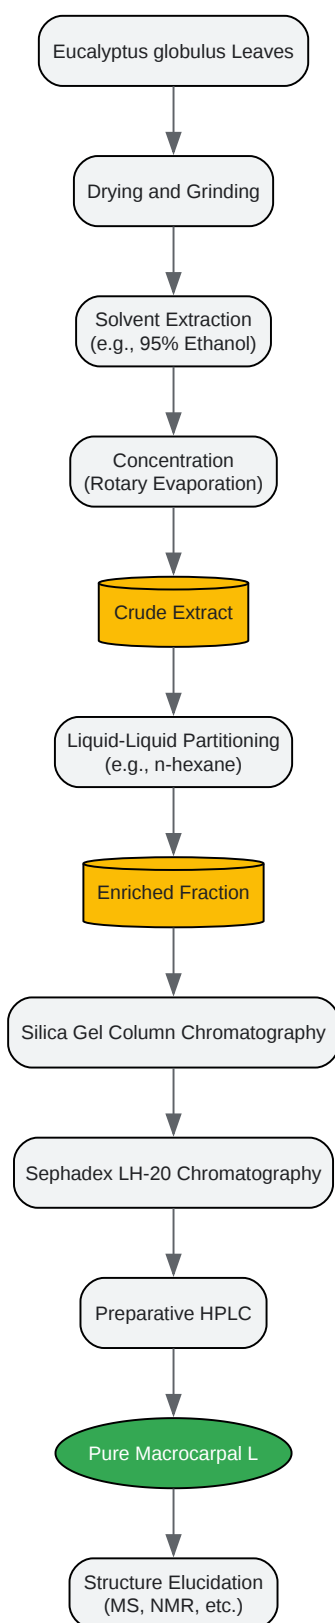 Eucalyptus globulus Leaves
Drying and Grinding
Solvent Extraction
(e.g., 95% Ethanol)
Concentration
(Rotary Evaporation)
Crude Extract
Liquid-Liquid Partitioning
(e.g., n-hexane)
Enriched Fraction
Silica Gel Column Chromatography
Sephadex LH-20 Chromatography
Preparative HPLC
Pure Macrocarpal L
Structure Elucidation
(MS, NMR, etc.)